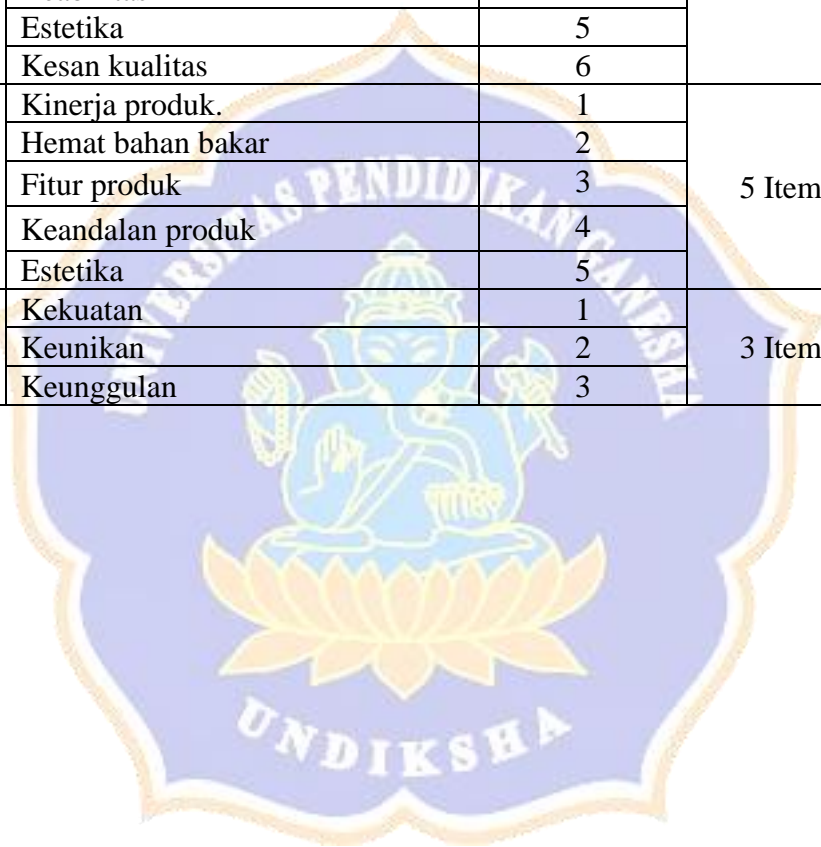 Estetika 5
Kesan kualitas 6
Kinerja produk. 1
Hemat bahan bakar 2
Fitur produk 3 5 Item
Keandalan produk 4
Estetika 5
Kekuatan 1
Keunikan 2 3 Item
Keunggulan 3
UNIVERSITAS PENDIDIKAN GANESHA
UNDIKSHA